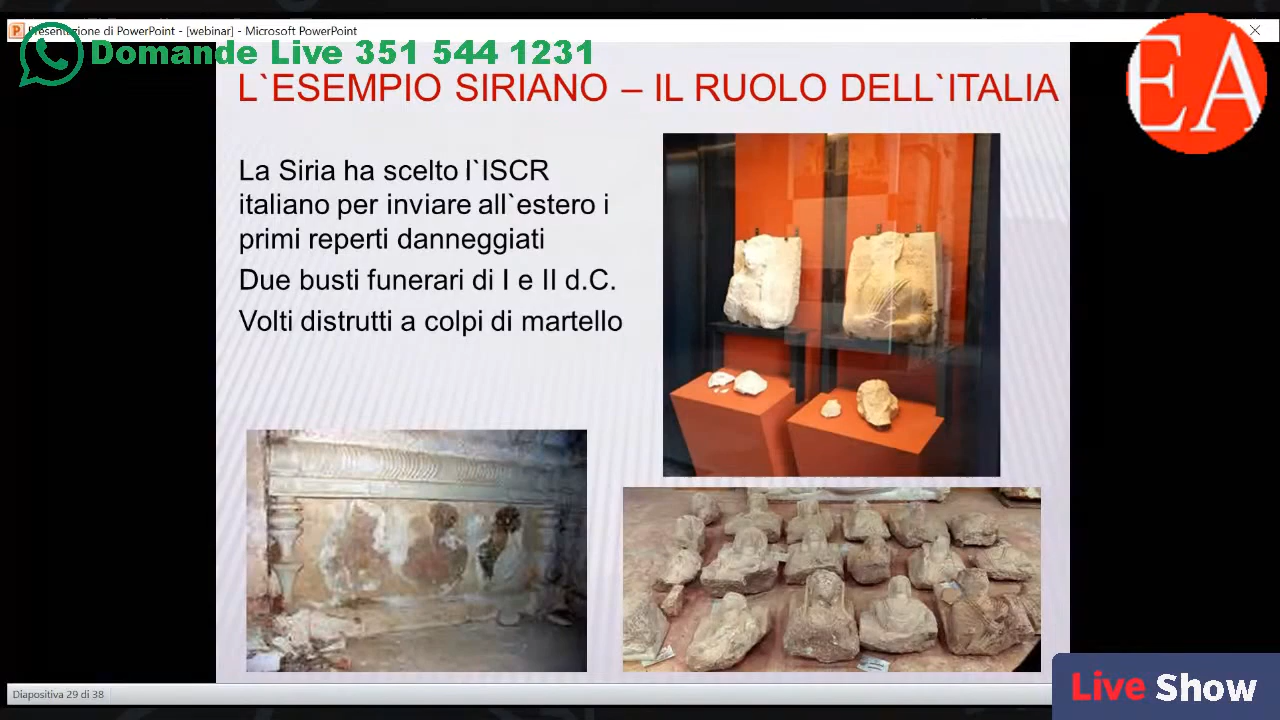 Presentazione di PowerPoint - [webinar] - Microsoft PowerPoint
Domande Live 351 544 1231
EA
L`ESEMPIO SIRIANO – IL RUOLO DELL`ITALIA
La Siria ha scelto l`ISCR
italiano per inviare all`estero i
primi reperti danneggiati
Due busti funerari di I e II d.C.
Volti distrutti a colpi di martello
Diapositiva 29 di 38
Live Show